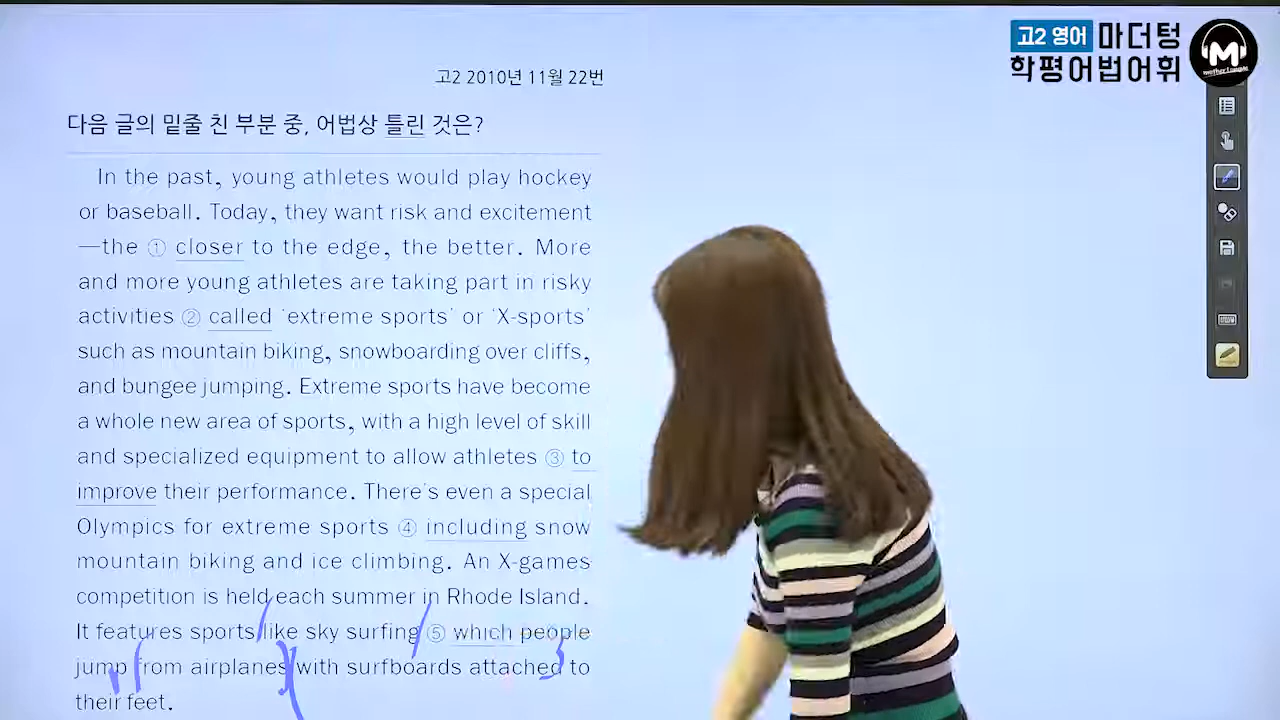 고2 영어 마더텅
학평어법어휘
M
고2 2010년 11월 22번
다음 글의 밑줄 친 부분 중, 어법상 틀린 것은?
In the past, young athletes would play hockey
or baseball. Today, they want risk and excitement
—the ① closer to the edge, the better. More
and more young athletes are taking part in risky
activities ② called ‘extreme sports’ or ‘X-sports’
such as mountain biking, snowboarding over cliffs,
and bungee jumping. Extreme sports have become
a whole new area of sports, with a high level of skill
and specialized equipment to allow athletes ③ to
improve their performance. There's even a special
Olympics for extreme sports ④ including snow
mountain biking and ice climbing. An X-games
competition is held each summer in Rhode Island.
It features sports like sky surfing ⑤ which people
jump from airplanes with surfboards attached to
their feet.